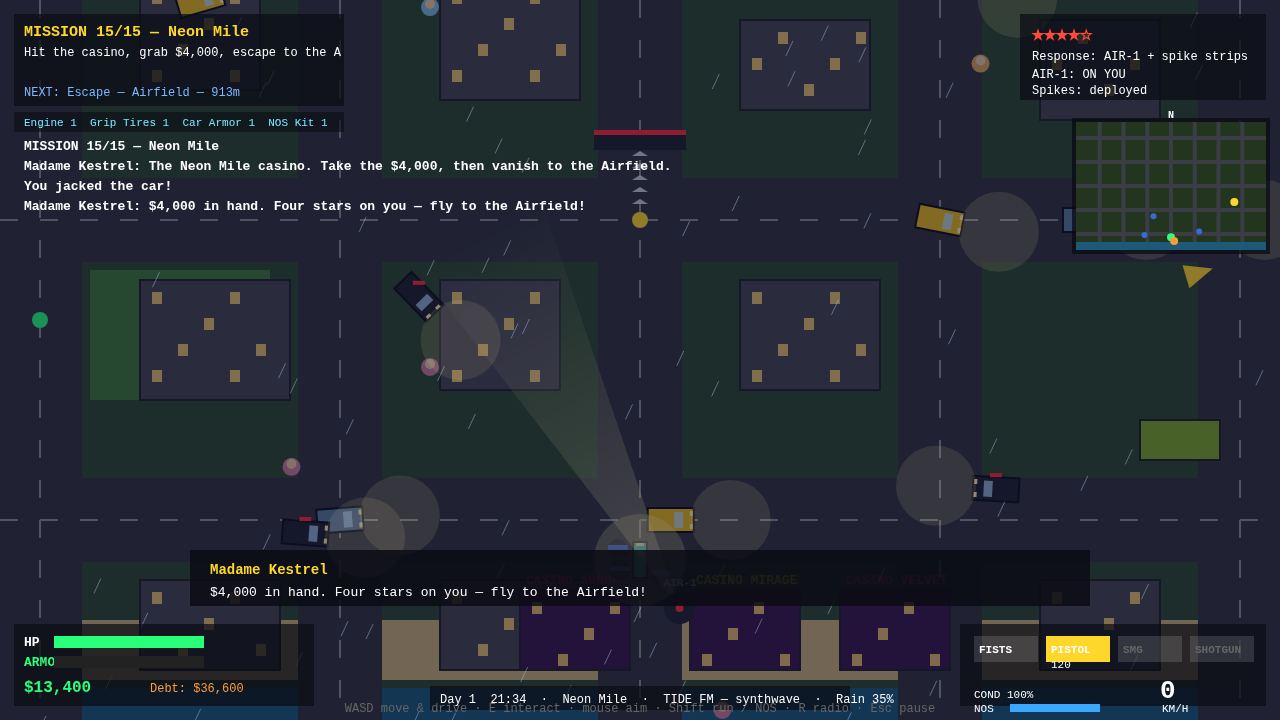 MISSION 15/15 — Neon Mile
Hit the casino, grab $4,000, escape to the A
NEXT: Escape — Airfield — 913m
Engine 1 Grip Tires 1 Car Armor 1 NOS Kit 1
MISSION 15/15 — Neon Mile
Madame Kestrel: The Neon Mile casino. Take the $4,000, then vanish to the Airfield.
You jacked the car!
Madame Kestrel: $4,000 in hand. Four stars on you — fly to the Airfield!
★★★★☆
Response: AIR-1 + spike strips
AIR-1: ON YOU
Spikes: deployed
N
Madame Kestrel
$4,000 in hand. Four stars on you — fly to the Airfield!
AIR-1
CASINO MIRAGE
CASINO VELVET
HP
ARMO
$13,400 Debt: $36,600
Day 1 21:34 · Neon Mile · TIDE FM — synthwave · Rain 35%
WASD move & drive · E interact · mouse aim · Shift run / NOS · R radio · Esc pause
FISTS
PISTOL
120
SMG
SHOTGUN
COND 100%
NOS
0
KM/H